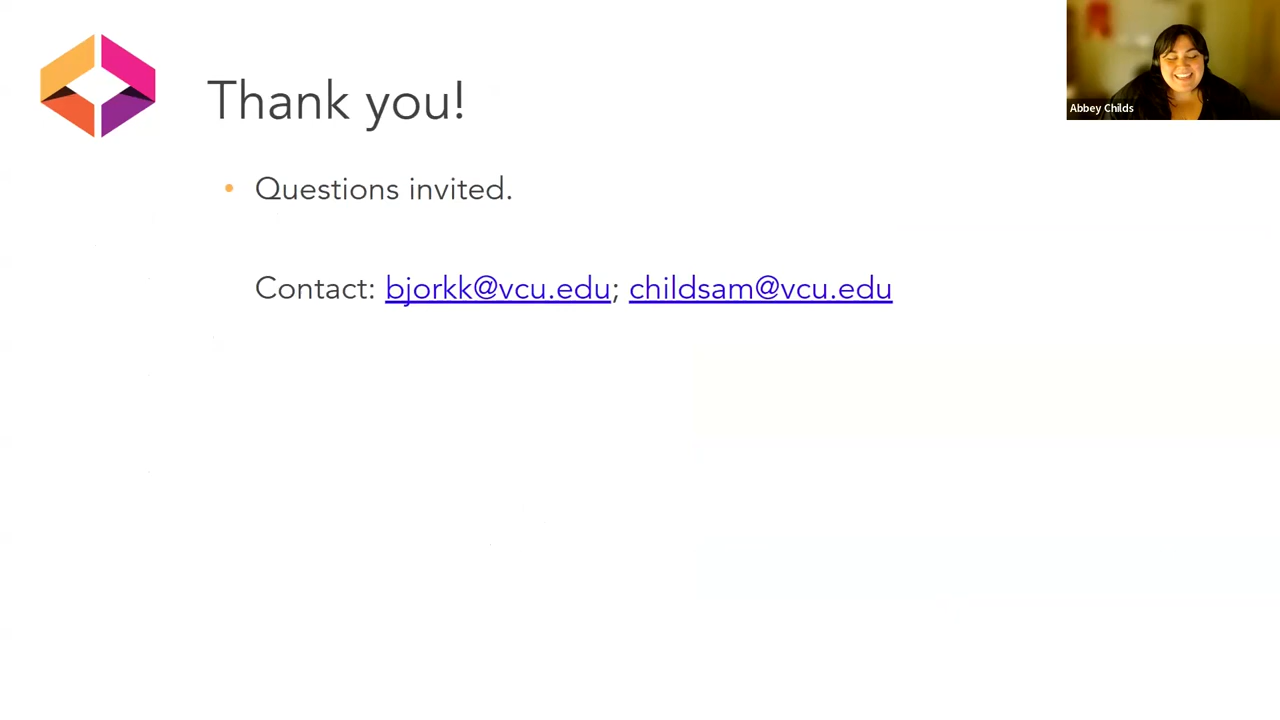 Thank you!
• Questions invited.
Contact: bjorkk@vcu.edu; childsam@vcu.edu
Abbey Childs